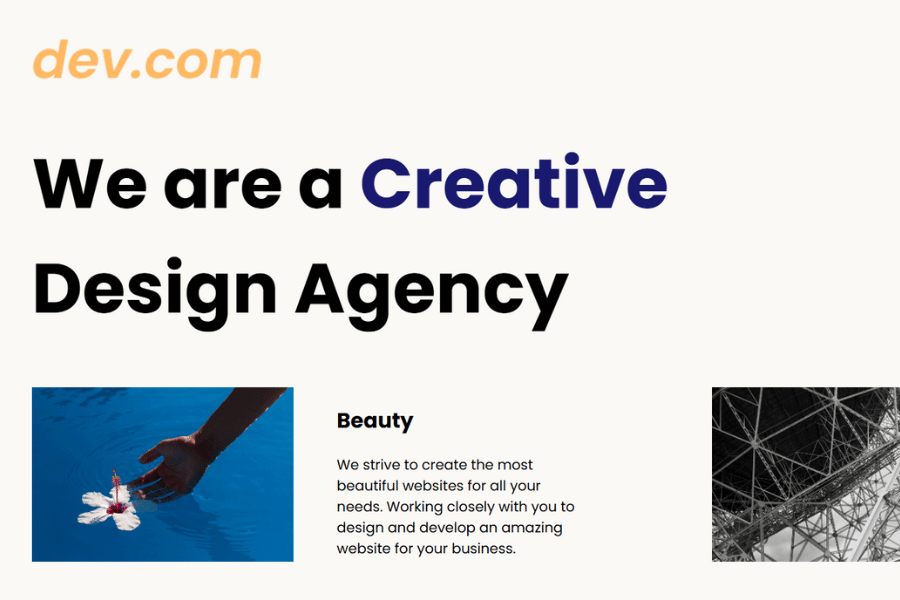 dev.com
We are a Creative
Design Agency
Beauty
We strive to create the most
beautiful websites for all your
needs. Working closely with you to
design and develop an amazing
website for your business.